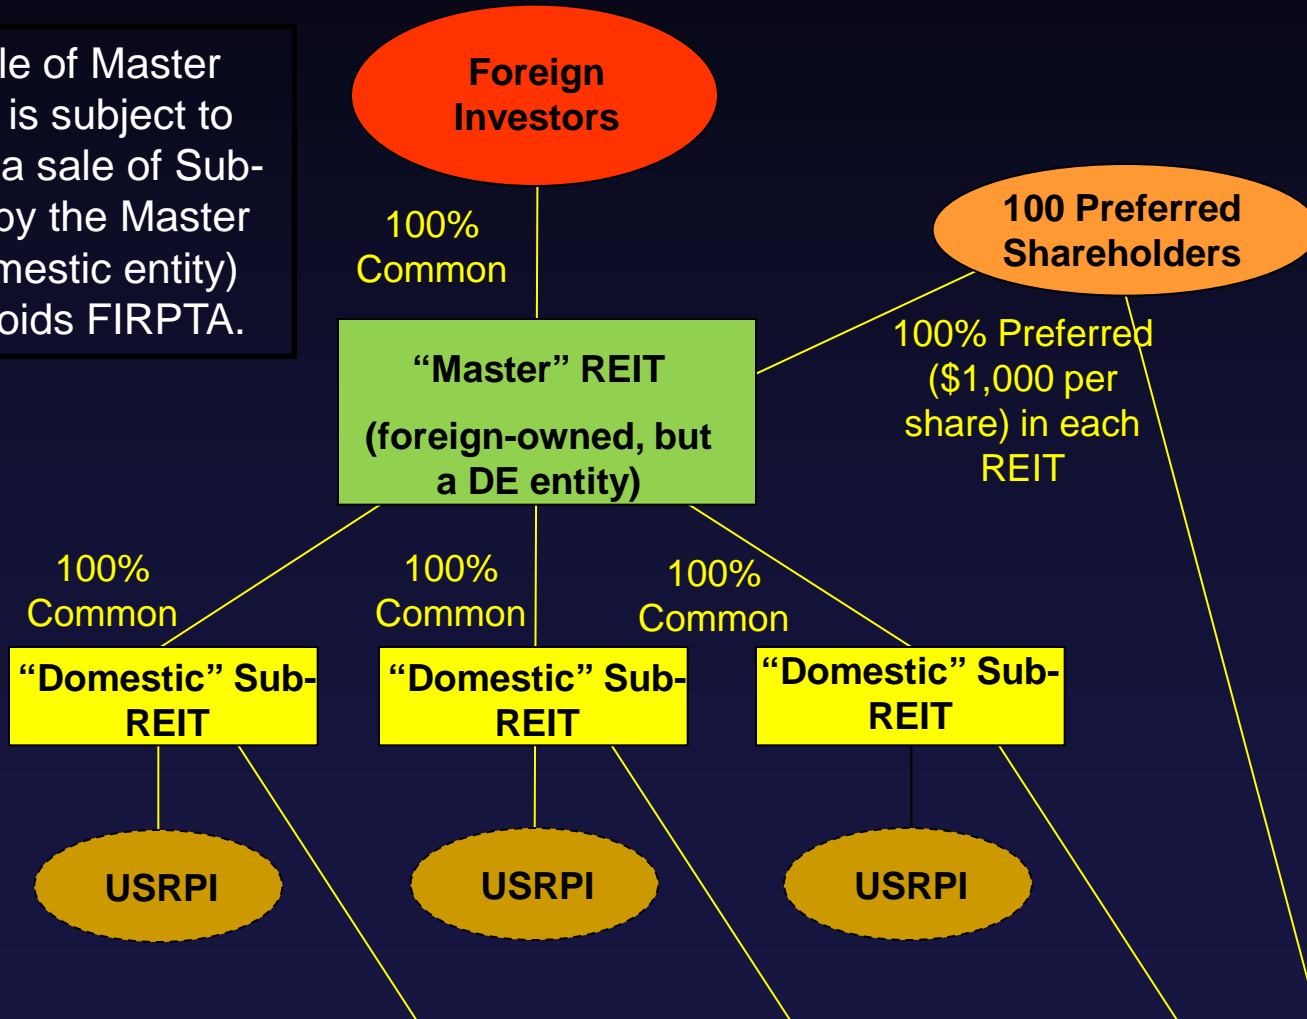 le of Master
is subject to
a sale of Sub-
by the Master
mestic entity)
oids FIRPTA.
Foreign
Investors
100%
Common
100 Preferred
Shareholders
100% Preferred
($1,000 per
share) in each
REIT
“Master” REIT
(foreign-owned, but
a DE entity)
100%
Common
100%
Common
100%
Common
“Domestic” Sub-
REIT
“Domestic” Sub-
REIT
“Domestic” Sub-
REIT
USRPI
USRPI
USRPI